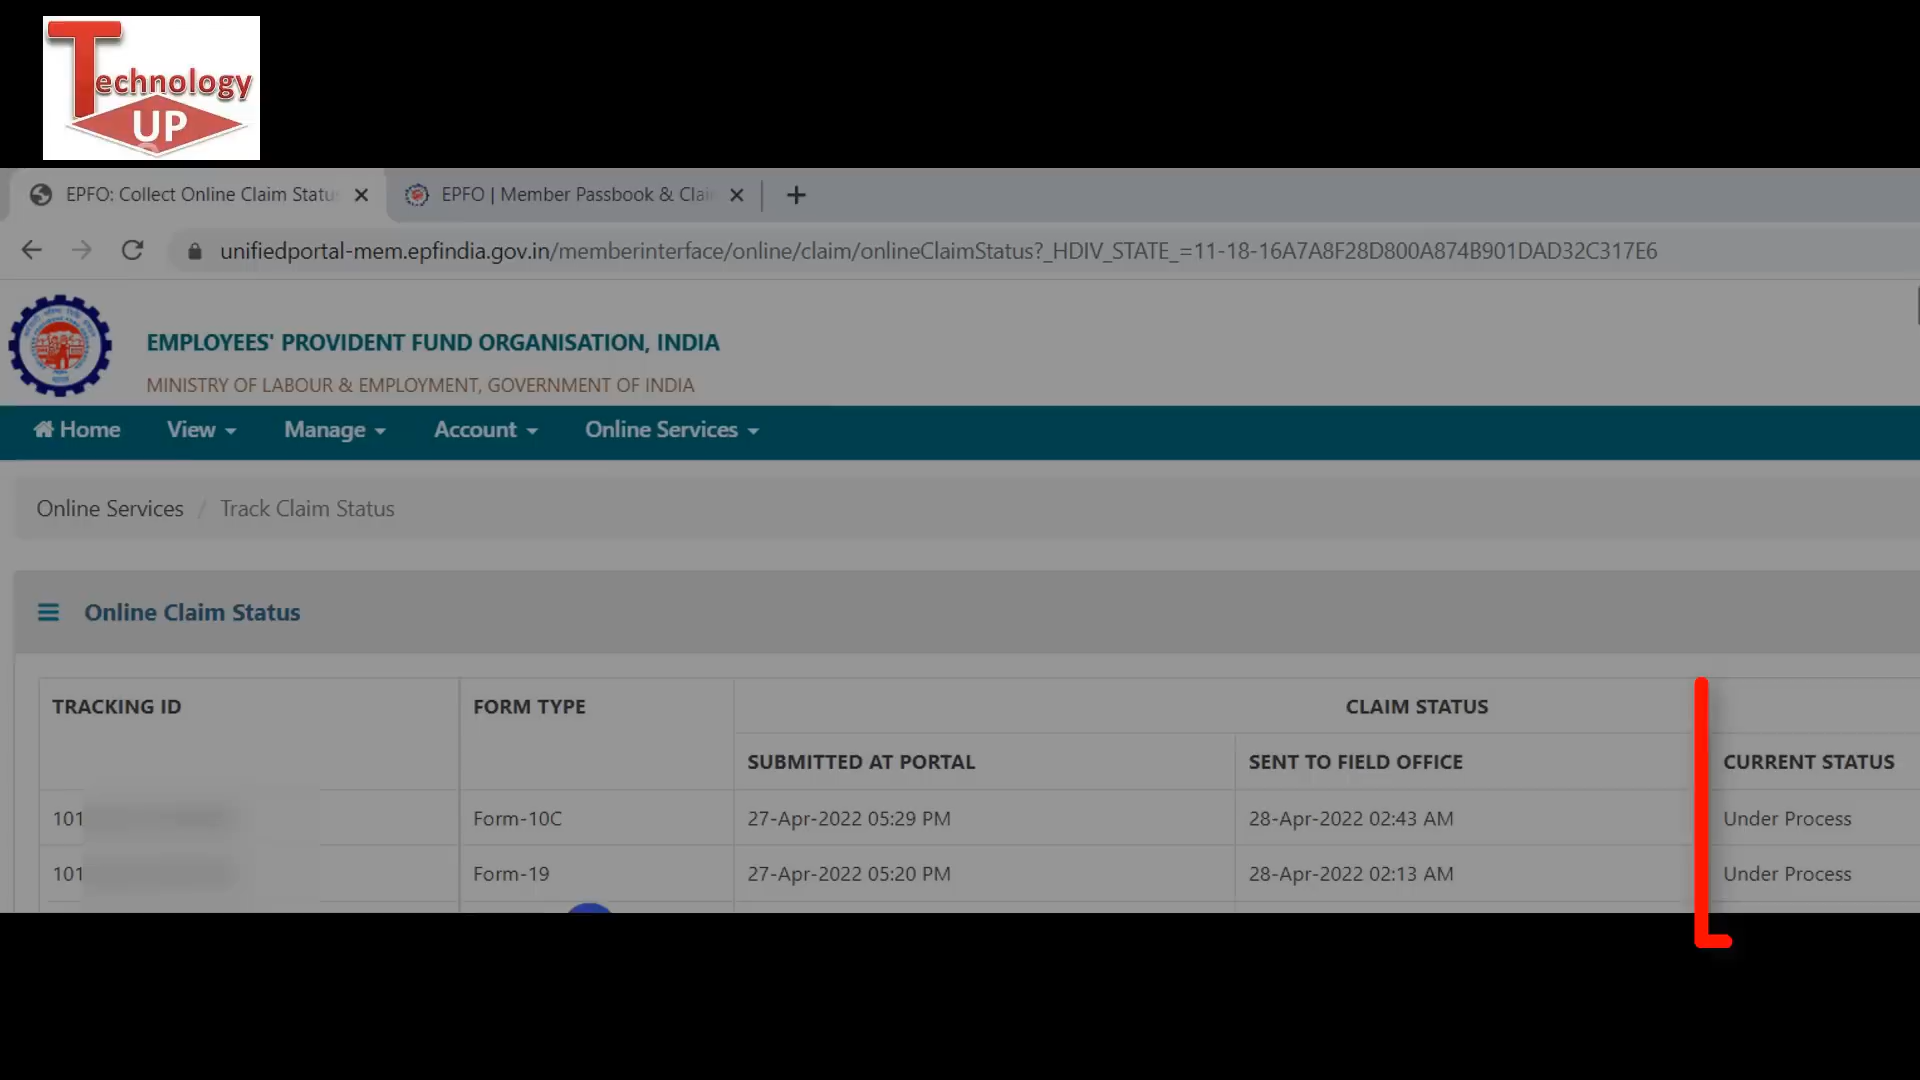 Technology
UP
EPFO: Collect Online Claim Statu
EPFO | Member Passbook & Clai
unifiedportal-mem.epfindia.gov.in/memberinterface/online/claim/onlineClaimStatus?_HDIV_STATE_=11-18-16A7A8F28D800A874B901DAD32C317E6
EMPLOYEES' PROVIDENT FUND ORGANISATION, INDIA
MINISTRY OF LABOUR & EMPLOYMENT, GOVERNMENT OF INDIA
Home View Manage Account Online Services
Online Services / Track Claim Status
Online Claim Status
TRACKING ID FORM TYPE CLAIM STATUS
SUBMITTED AT PORTAL SENT TO FIELD OFFICE CURRENT STATUS
101 Form-10C 27-Apr-2022 05:29 PM 28-Apr-2022 02:43 AM Under Process
101 Form-19 27-Apr-2022 05:20 PM 28-Apr-2022 02:13 AM Under Process